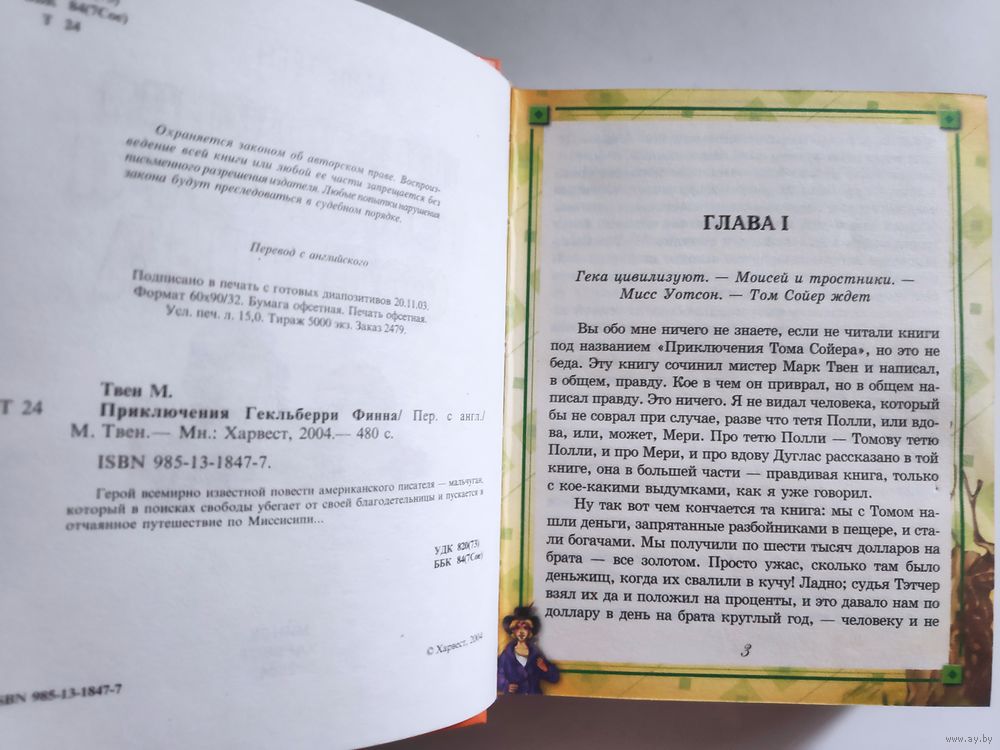 ББК 84(7Сое)
Т 24
Охраняется законом об авторском праве. Воспроиз-
ведение всей книги или любой ее части запрещается без
письменного разрешения издателя. Любые попытки нарушения
закона будут преследоваться в судебном порядке.
Перевод с английского
Подписано в печать с готовых диапозитивов 20.11.03.
Формат 60х90/32. Бумага офсетная. Печать офсетная.
Усл. печ. л. 15,0. Тираж 5000 экз. Заказ 2479.
Твен М.
Т 24
Приключения Гекльберри Финна/ Пер. с англ./
М. Твен.— Мн.: Харвест, 2004.— 480 с.
ISBN 985-13-1847-7.
Герой всемирно известной повести американского писателя — мальчуган,
который в поисках свободы убегает от своей благодетельницы и пускается в
отчаянное путешествие по Миссисипи...
УДК 820(73)
ББК 84(7Сое)
© Харвест, 2004
ISBN 985-13-1847-7
ГЛАВА I
Гека цивилизуют. — Моисей и тростники. —
Мисс Уотсон. — Том Сойер ждет
Вы обо мне ничего не знаете, если не читали книги
под названием «Приключения Тома Сойера», но это не
беда. Эту книгу сочинил мистер Марк Твен и написал,
в общем, правду. Кое в чем он приврал, но в общем на-
писал правду. Это ничего. Я не видал человека, который
бы не соврал при случае, разве что тетя Полли, или вдо-
ва, или, может, Мери. Про тетю Полли — Томову тетю
Полли, и про Мери, и про вдову Дуглас рассказано в той
книге, она в большей части — правдивая книга, только
с кое-какими выдумками, как я уже говорил.
Ну так вот чем кончается та книга: мы с Томом на-
шли деньги, запрятанные разбойниками в пещере, и ста-
ли богачами. Мы получили по шести тысяч долларов на
брата — все золотом. Просто ужас, сколько там было
деньжищ, когда их свалили в кучу! Ладно; судья Тэтчер
взял их да и положил на проценты, и это давало нам по
доллару в день на брата круглый год, — человеку и не
3
www.ay.by